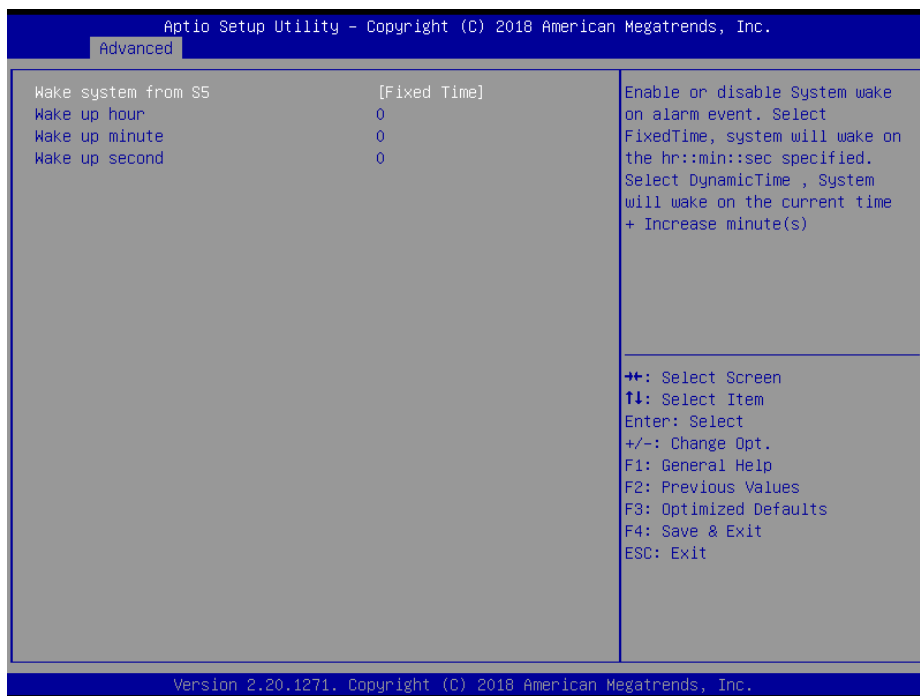 Aptio Setup Utility – Copyright (C) 2018 American Megatrends, Inc.
Advanced
Wake system from S5 [Fixed Time]
Wake up hour 0
Wake up minute 0
Wake up second 0
Enable or disable System wake
on alarm event. Select
FixedTime, system will wake on
the hr::min::sec specified.
Select DynamicTime , System
will wake on the current time
+ Increase minute(s)
→←: Select Screen
↑↓: Select Item
Enter: Select
+/-: Change Opt.
F1: General Help
F2: Previous Values
F3: Optimized Defaults
F4: Save & Exit
ESC: Exit
Version 2.20.1271. Copyright (C) 2018 American Megatrends, Inc.